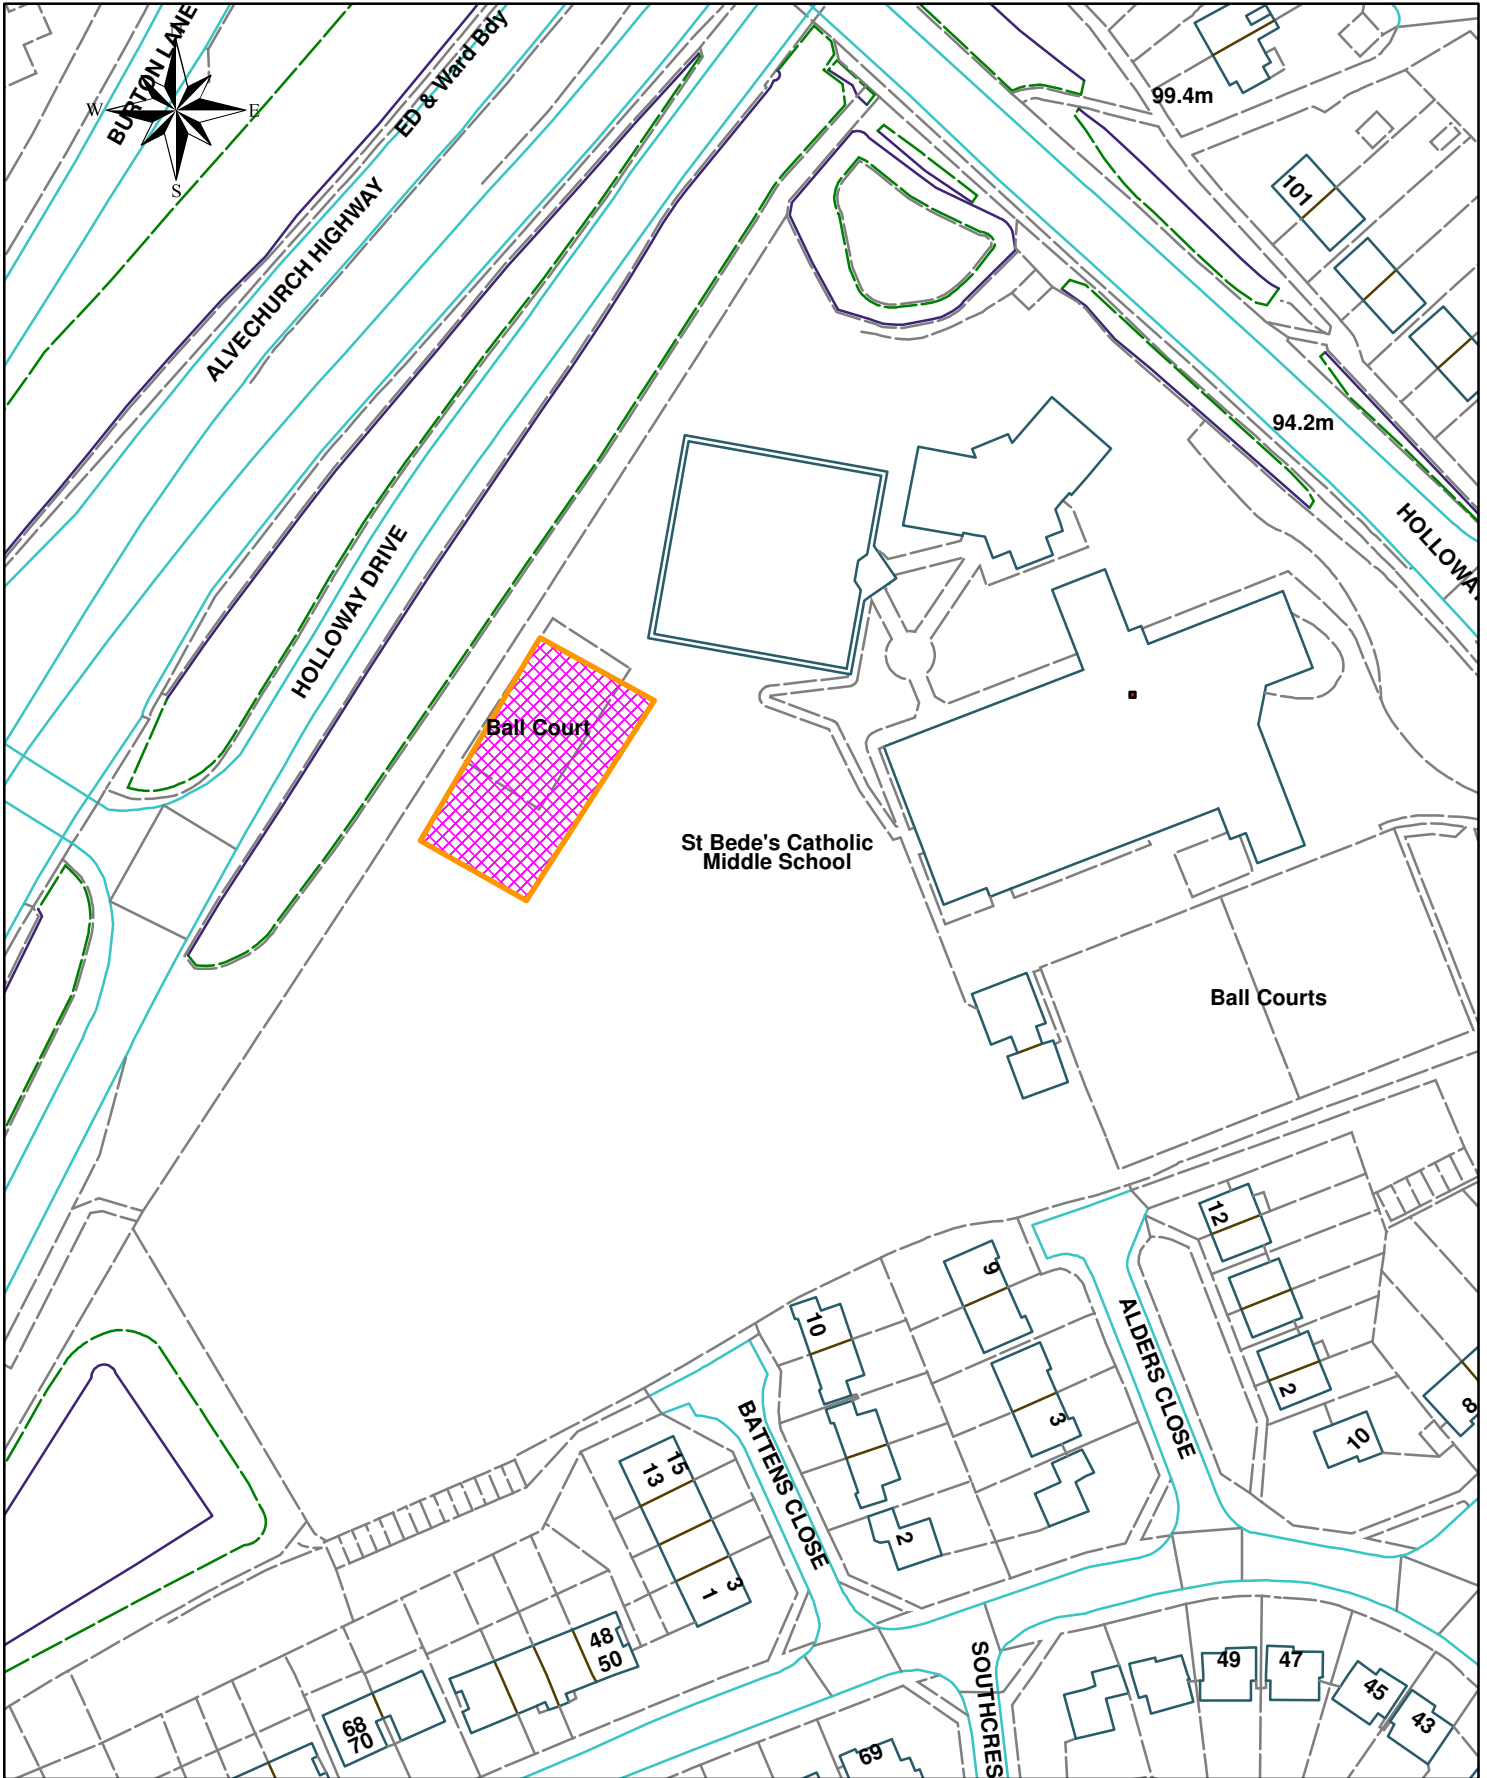 BURTON LANE
ED & Ward Bdy
99.4m
W
E
S
101
ALVECHURCH HIGHWAY
94.2m
HOLLOWA
HOLLOWAY DRIVE
Ball Court
St Bede's Catholic
Middle School
Ball Courts
12
9
10
ALDERS CLOSE
2
8
10
3
BATTENS CLOSE
15
13
2
1
3
48
50
SOUTHCRES
49
47
45
43
68
70
69